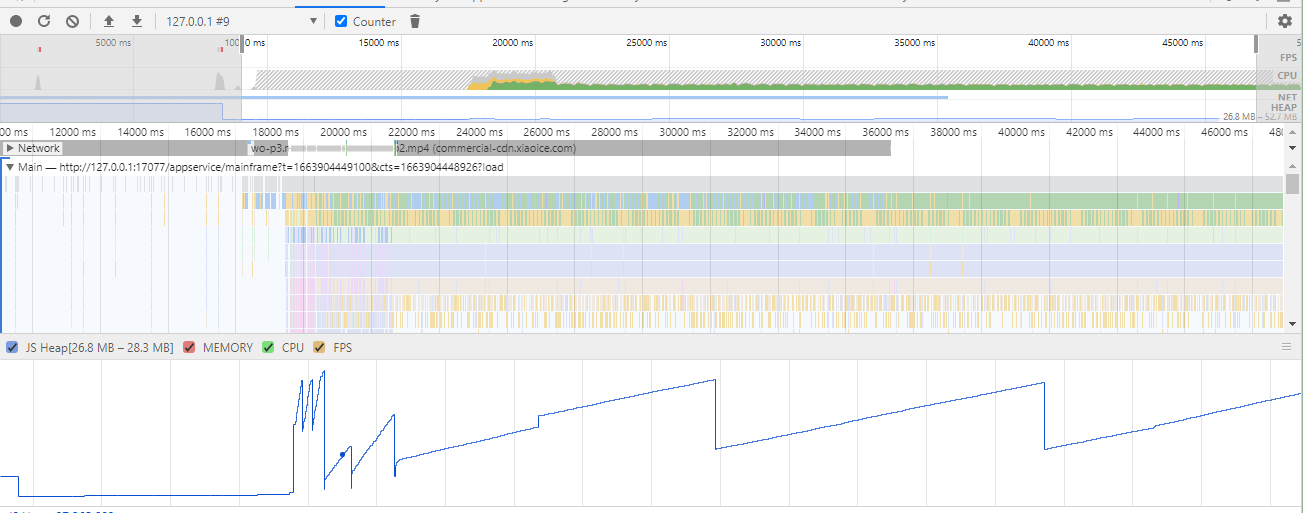 127.0.0.1 #9 ▼ Counter
5000 ms 100 0 ms 15000 ms 20000 ms 25000 ms 30000 ms 35000 ms 40000 ms 45000 ms 5
FPS
CPU
NET
HEAP
26.8 MB – 52.7 MB
00 ms 12000 ms 14000 ms 16000 ms 18000 ms 20000 ms 22000 ms 24000 ms 26000 ms 28000 ms 30000 ms 32000 ms 34000 ms 36000 ms 38000 ms 40000 ms 42000 ms 44000 ms 46000 ms 48
Network wo-p3.r 2.mp4 (commercial-cdn.xiaoice.com)
Main — http://127.0.0.1:17077/appservice/mainframe?t=1663904449100&cts=1663904448926?load
JS Heap[26.8 MB – 28.3 MB] MEMORY CPU FPS